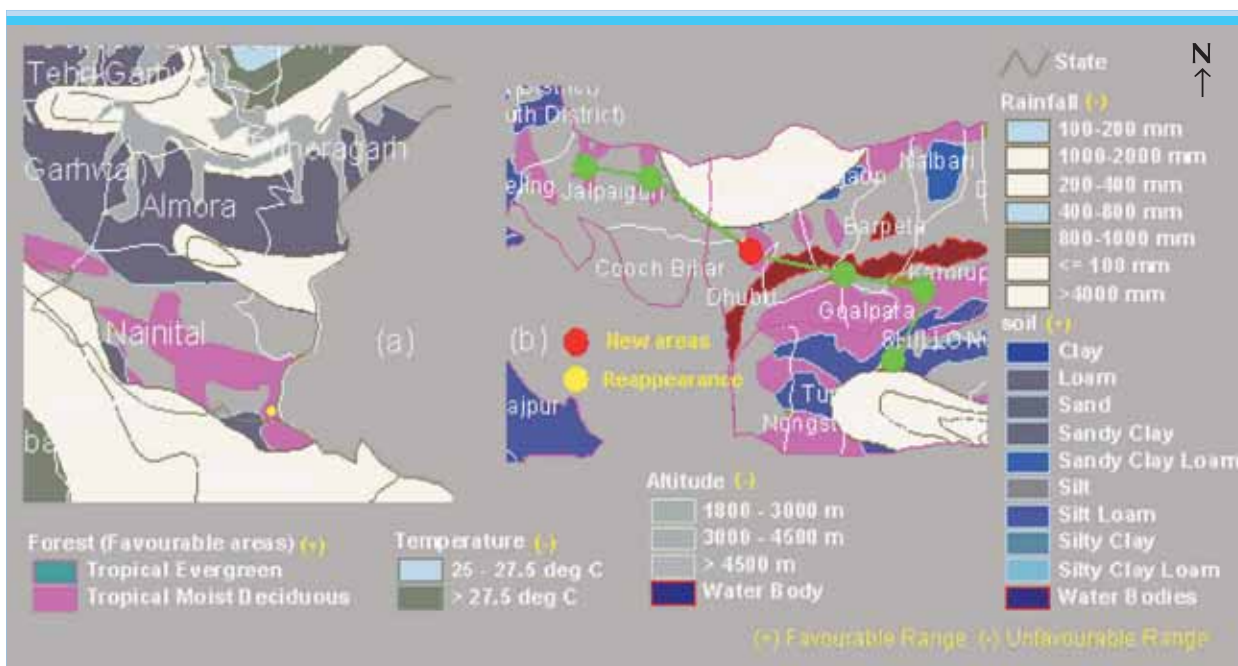 N
Tehri Garhwal
Garhwal
Almora
Nainital
(a)
uth District)
Jalpaiguri
Nalbari
Barpeta
Cooch Bihar
Dhubri
Kamrup
Goalpara
(b)
New areas
Reappearance
ajpur
State
Rainfall (-)
100-200 mm
1000-2000 mm
200-400 mm
400-800 mm
800-1000 mm
<= 100 mm
>4000 mm
soil (+)
Clay
Loam
Sand
Sandy Clay
Sandy Clay Loam
Silt
Silt Loam
Silty Clay
Silty Clay Loam
Water Bodies
Altitude (-)
1800 - 3000 m
3000 - 4500 m
> 4500 m
Water Body
Forest (Favourable areas) (+)
Tropical Evergreen
Tropical Moist Deciduous
Temperature (-)
25 - 27.5 deg C
> 27.5 deg C
(+) Favourable Range (-) Unfavourable Range